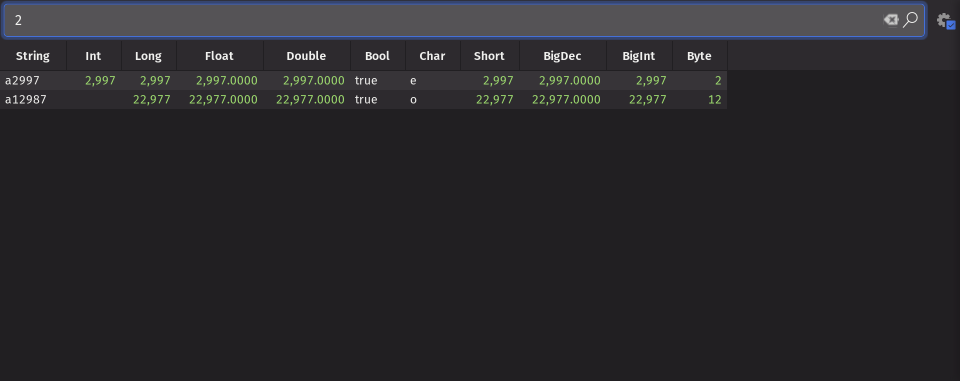 2
String Int Long Float Double Bool Char Short BigDec BigInt Byte
a2997 2,997 2,997 2,997.0000 2,997.0000 true e 2,997 2,997.0000 2,997 2
a12987 22,977 22,977.0000 22,977.0000 true o 22,977 22,977.0000 22,977 12